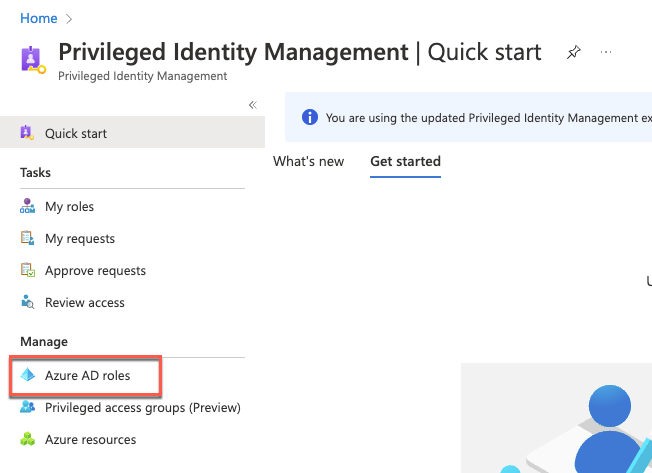 Home
Privileged Identity Management | Quick start
Privileged Identity Management
You are using the updated Privileged Identity Management
Quick start
What's new
Get started
Tasks
My roles
My requests
Approve requests
Review access
Manage
Azure AD roles
Privileged access groups (Preview)
Azure resources